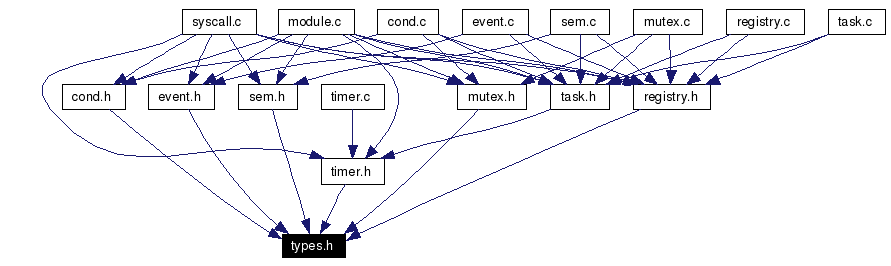 syscall.c
module.c
cond.c
event.c
sem.c
mutex.c
registry.c
task.c
cond.h
event.h
sem.h
timer.c
mutex.h
task.h
registry.h
timer.h
types.h